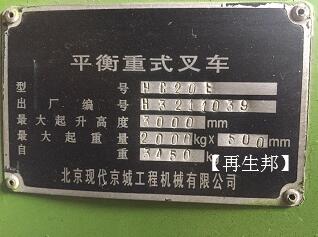 平衡重式叉车
型号 HC20E
出厂编号 H3211039
最大起升高度 3000 mm
最大起重量 2000 kg× 500 mm
自重 3450 kg
【再生邦】
北京现代京城工程机械有限公司